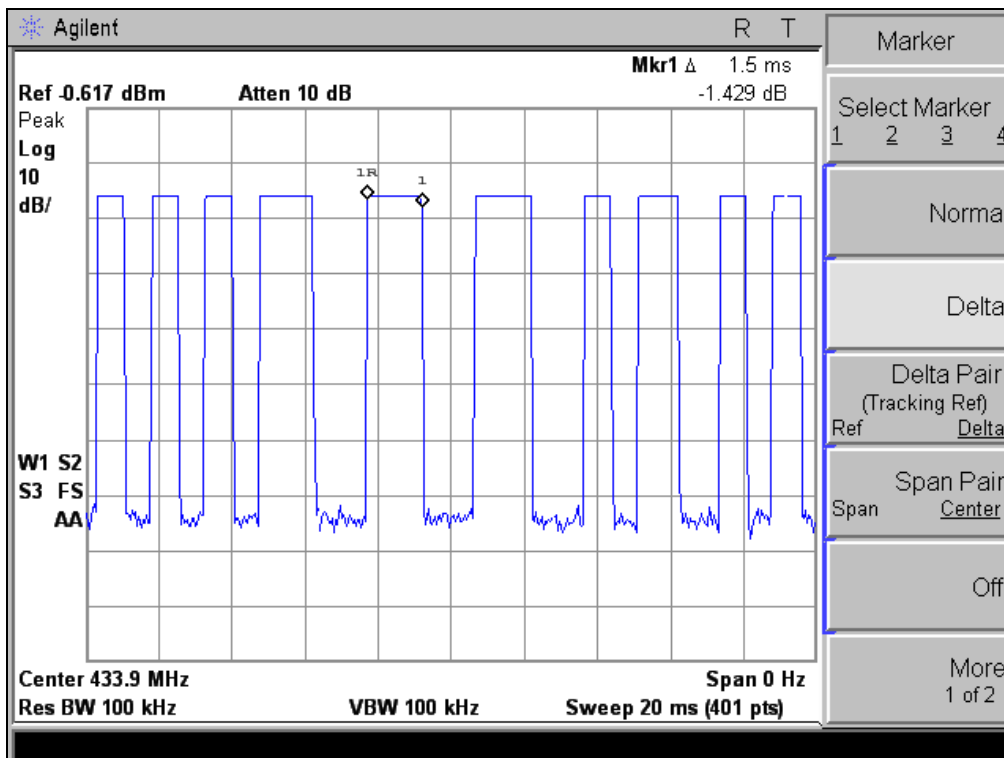 Agilent R T
Mkr1 Δ 1.5 ms
Ref -0.617 dBm Atten 10 dB -1.429 dB
Peak
Log
10
dB/
1R
1
W1 S2
S3 FS
AA
Center 433.9 MHz Span 0 Hz
Res BW 100 kHz VBW 100 kHz Sweep 20 ms (401 pts)
Marker
Select Marker
1 2 3 4
Norma
Delta
Delta Pair
(Tracking Ref)
Ref Delta
Span Pair
Span Center
Off
More
1 of 2